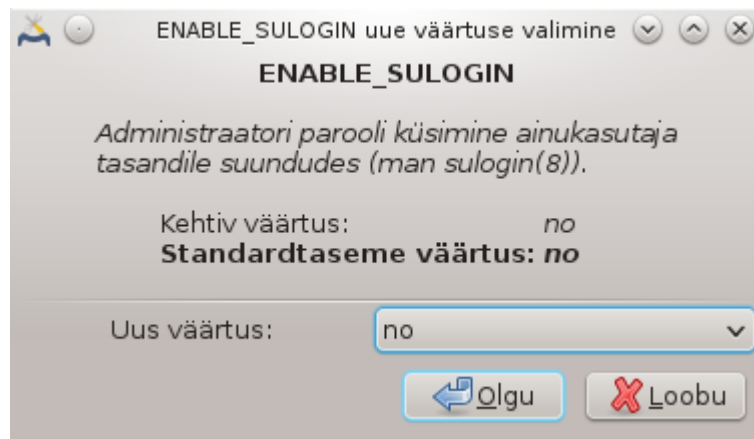 ENABLE_SULOGIN uue väärtuse valimine
ENABLE_SULOGIN
Administraatori parooli küsimine ainukasutaja
tasandile suundudes (man sulogin(8)).
Kehtiv väärtus: no
Standardtaseme väärtus: no
Uus väärtus: no
Olgu Loobu